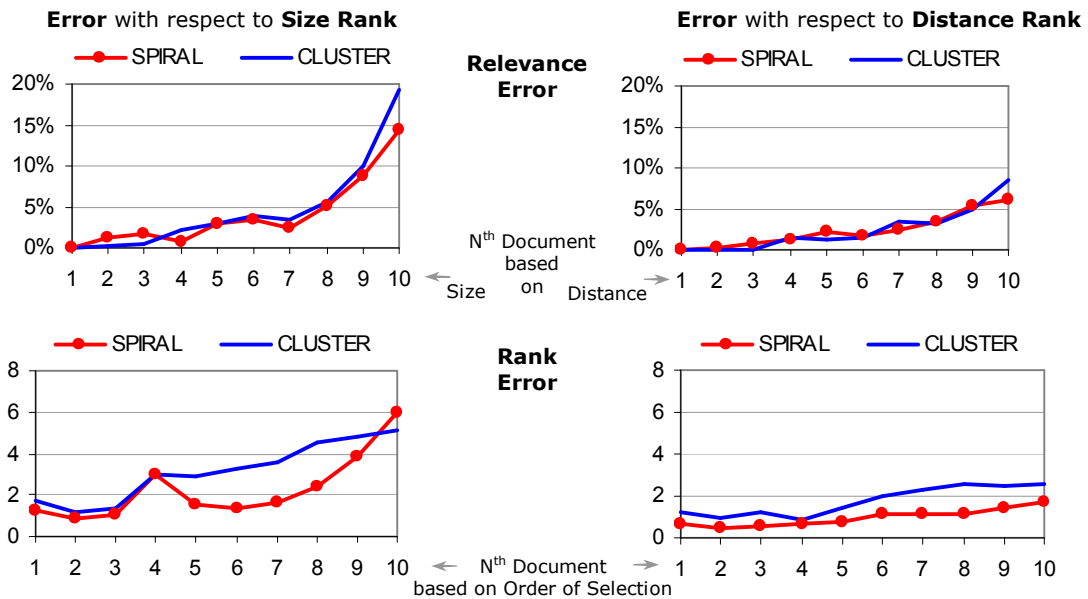 Error with respect to Size Rank
SPIRAL CLUSTER
20%
15%
10%
5%
0%
1 2 3 4 5 6 7 8 9 10
Relevance
Error
Nth Document
based
on
Size
Distance
Error with respect to Distance Rank
SPIRAL CLUSTER
20%
15%
10%
5%
0%
1 2 3 4 5 6 7 8 9 10
SPIRAL CLUSTER
8
6
4
2
0
1 2 3 4 5 6 7 8 9 10
Rank
Error
Nth Document
based on Order of Selection
SPIRAL CLUSTER
8
6
4
2
0
1 2 3 4 5 6 7 8 9 10